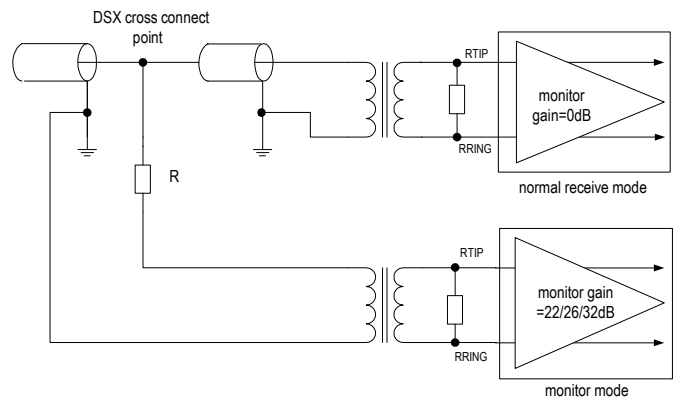 DSX cross connect
point
RTIP
monitor
gain=0dB
RRING
normal receive mode
R
RTIP
monitor gain
=22/26/32dB
RRING
monitor mode